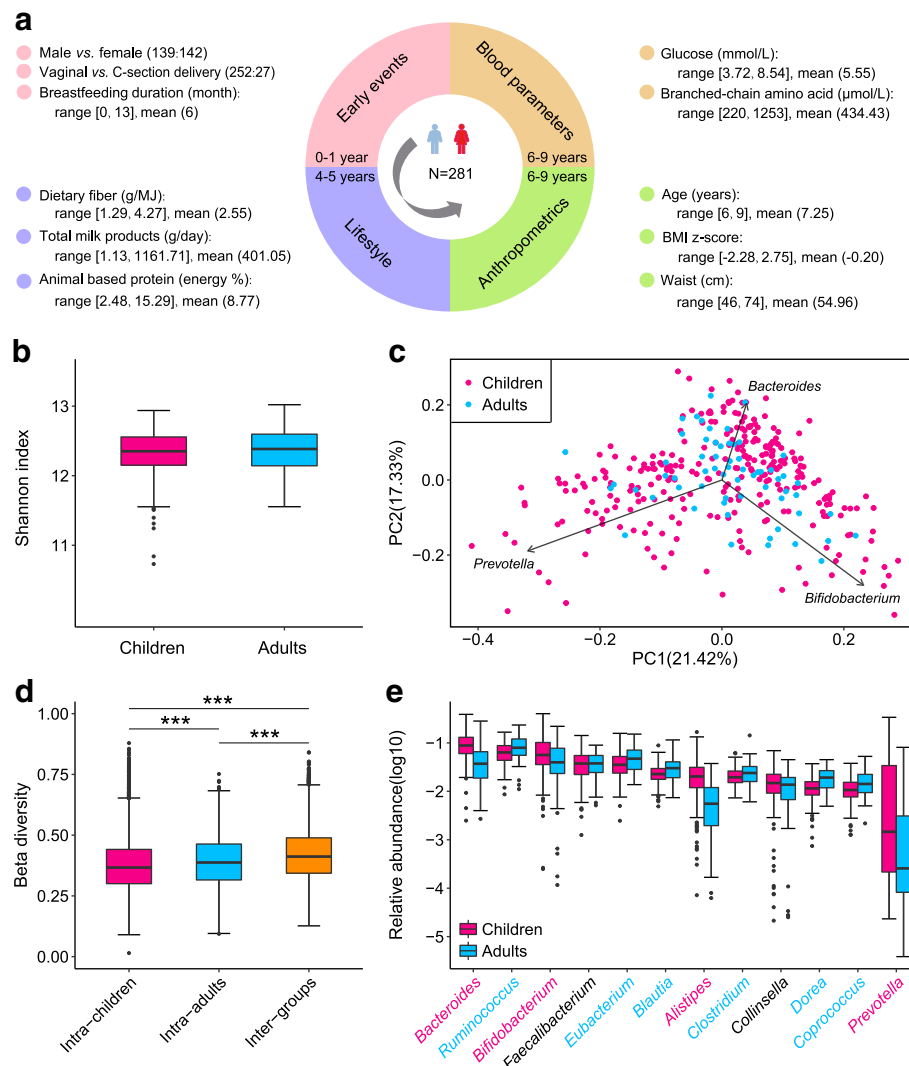 a
Male vs. female (139:142)
Vaginal vs. C-section delivery (252:27)
Breastfeeding duration (month):
range [0, 13], mean (6)
Early events
0-1 year
Blood parameters
6-9 years
Glucose (mmol/L):
range [3.72, 8.54], mean (5.55)
Branched-chain amino acid (μmol/L):
range [220, 1253], mean (434.43)
N=281
Dietary fiber (g/MJ):
range [1.29, 4.27], mean (2.55)
Total milk products (g/day):
range [1.13, 1161.71], mean (401.05)
Animal based protein (energy %):
range [2.48, 15.29], mean (8.77)
4-5 years
Lifestyle
6-9 years
Anthropometrics
Age (years):
range [6, 9], mean (7.25)
BMI z-score:
range [-2.28, 2.75], mean (-0.20)
Waist (cm):
range [46, 74], mean (54.96)
b
Shannon index
13
12
11
Children
Adults
c
PC2(17.33%)
0.2
0.0
−0.2
Children
Adults
Bacteroides
Prevotella
Bifidobacterium
−0.4
−0.2
0.0
0.2
PC1(21.42%)
d
Beta diversity
1.00
0.75
0.50
0.25
0.00
***
***
***
Intra−children
Intra−adults
Inter−groups
e
Relative abundance(log10)
−1
−2
−3
−4
−5
Children
Adults
Bacteroides
Ruminococcus
Bifidobacterium
Faecalibacterium
Eubacterium
Blautia
Alistipes
Clostridium
Collinsella
Dorea
Coprococcus
Prevotella